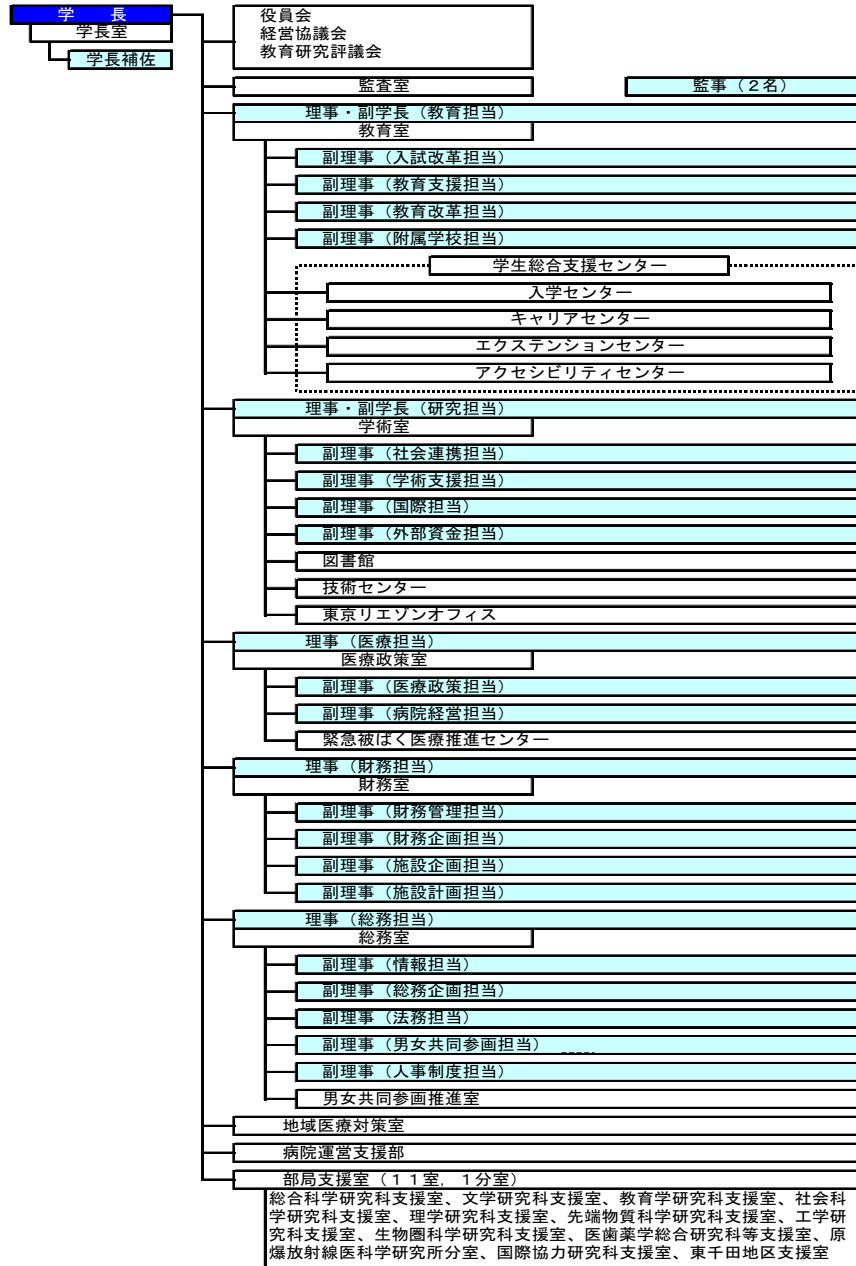 学　　長
学長室
学長補佐
役員会
経営協議会
教育研究評議会
監査室
監事（２名）
理事・副学長（教育担当）
教育室
副理事（入試改革担当）
副理事（教育支援担当）
副理事（教育改革担当）
副理事（附属学校担当）
学生総合支援センター
入学センター
キャリアセンター
エクステンションセンター
アクセシビリティセンター
理事・副学長（研究担当）
学術室
副理事（社会連携担当）
副理事（学術支援担当）
副理事（国際担当）
副理事（外部資金担当）
図書館
技術センター
東京リエゾンオフィス
理事（医療担当）
医療政策室
副理事（医療政策担当）
副理事（病院経営担当）
緊急被ばく医療推進センター
理事（財務担当）
財務室
副理事（財務管理担当）
副理事（財務企画担当）
副理事（施設企画担当）
副理事（施設計画担当）
理事（総務担当）
総務室
副理事（情報担当）
副理事（総務企画担当）
副理事（法務担当）
副理事（男女共同参画担当）
副理事（人事制度担当）
男女共同参画推進室
地域医療対策室
病院運営支援部
部局支援室（１１室，１分室）
総合科学研究科支援室、文学研究科支援室、教育学研究科支援室、社会科
学研究科支援室、理学研究科支援室、先端物質科学研究科支援室、工学研
究科支援室、生物圏科学研究科支援室、医歯薬学総合研究科等支援室、原
爆放射線医科学研究所分室、国際協力研究科支援室、東千田地区支援室